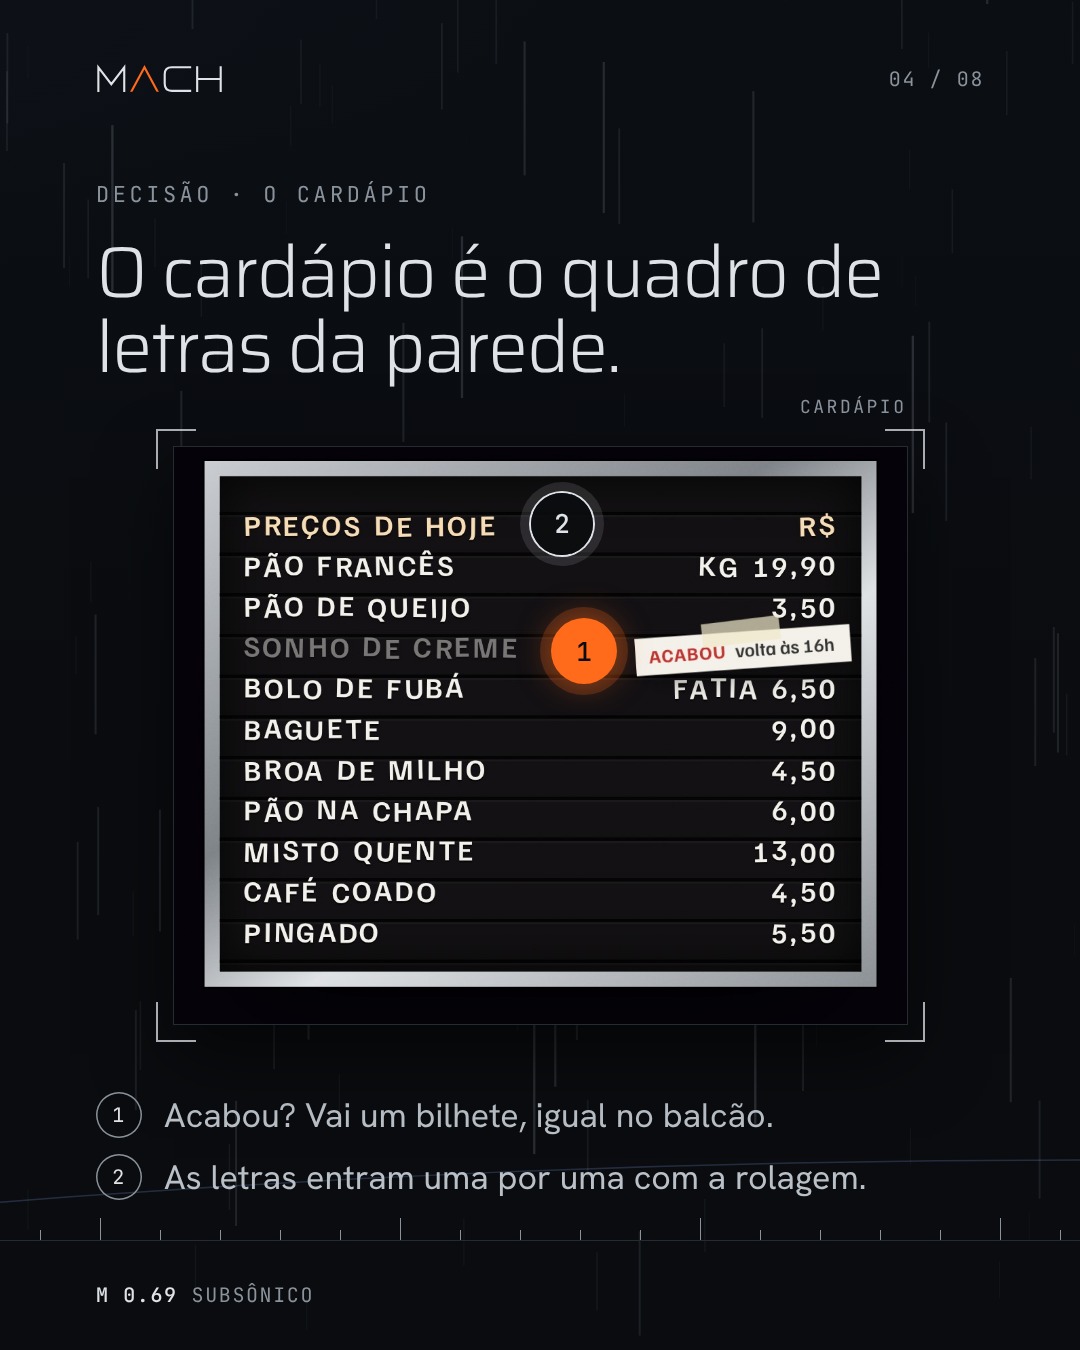 MACH
04 / 08
DECISÃO · O CARDÁPIO
O cardápio é o quadro de
letras da parede.
CARDÁPIO
PREÇOS DE HOJE 2 R$
PÃO FRANCÊS KG 19,90
PÃO DE QUEIJO 3,50
SONHO DE CREME 1 ACABOU volta às 16h
BOLO DE FUBÁ FATIA 6,50
BAGUETE 9,00
BROA DE MILHO 4,50
PÃO NA CHAPA 6,00
MISTO QUENTE 13,00
CAFÉ COADO 4,50
PINGADO 5,50
1 Acabou? Vai um bilhete, igual no balcão.
2 As letras entram uma por uma com a rolagem.
M 0.69 SUBSÔNICO